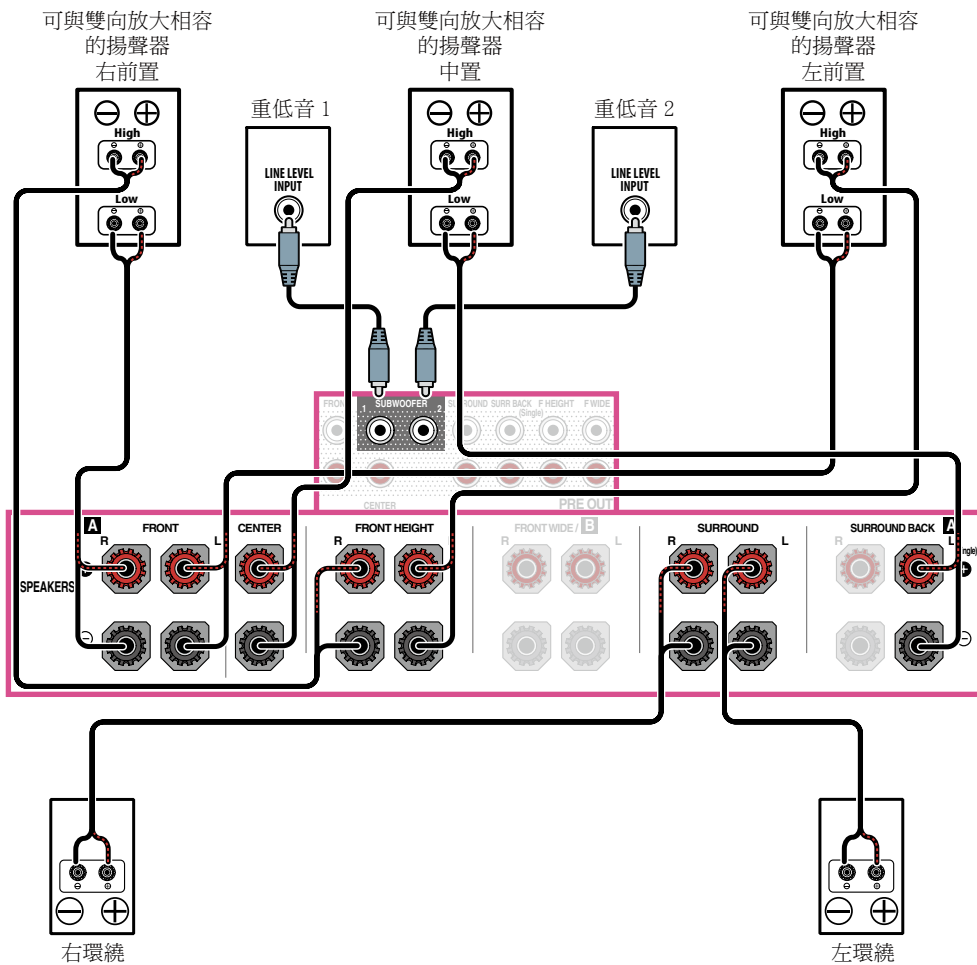 可與雙向放大相容
的揚聲器
右前置
可與雙向放大相容
的揚聲器
中置
可與雙向放大相容
的揚聲器
左前置
重低音 1
重低音 2
High
Low
LINE LEVEL
INPUT
High
Low
LINE LEVEL
INPUT
High
Low
FRON
1 SUBWOOFER 2
SU
ROUND
SURR BACK
(Single)
F HEIGHT
F WIDE
CENTER
PRE OUT
A
FRONT
CENTER
FRONT HEIGHT
FRONT WIDE / B
SURROUND
SURROUND BACK
A
R
L
R
L
R
L
R
L
R
L
ngle)
SPEAKERS
右環繞
左環繞